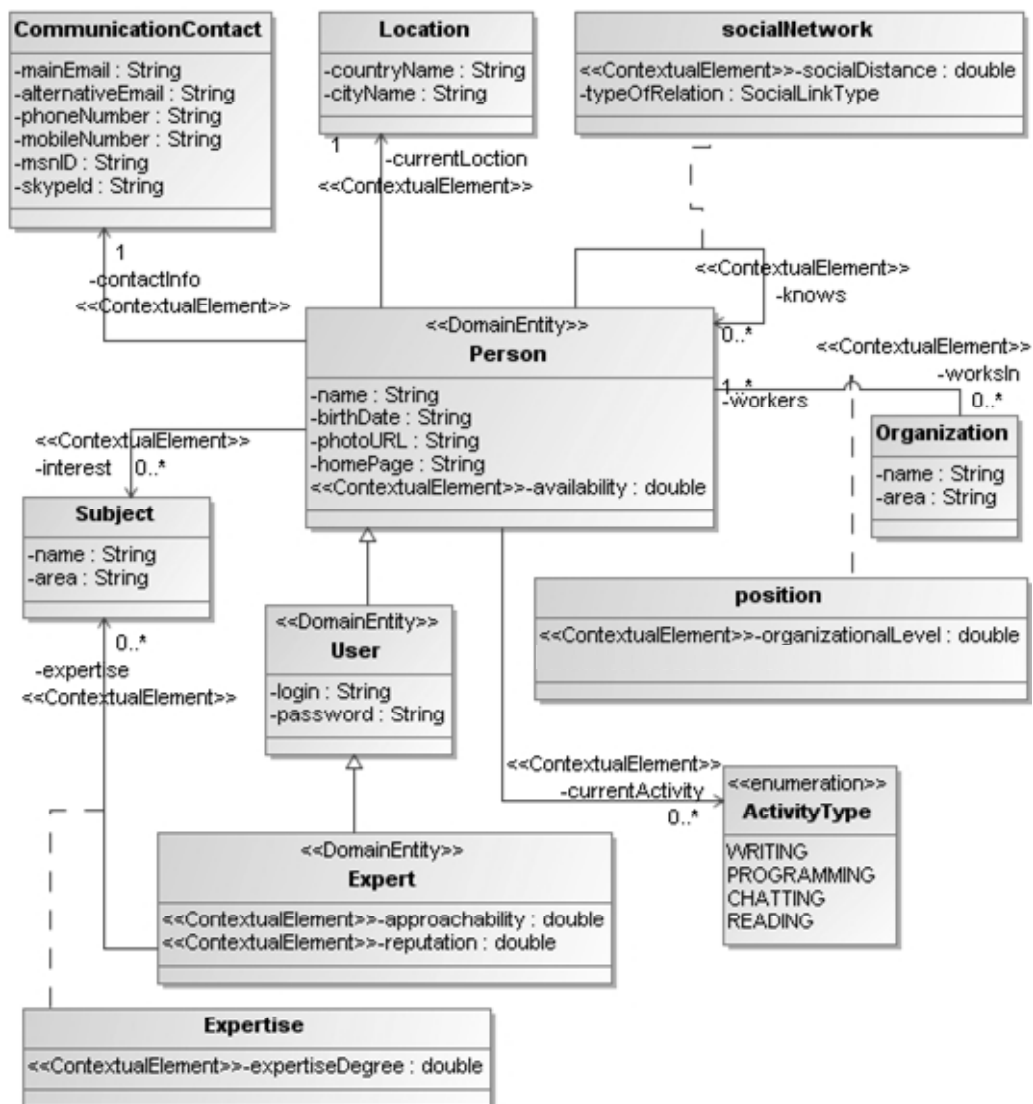 CommunicationContact
-mainEmail : String
-alternativeEmail : String
-phoneNumber : String
-mobileNumber : String
-msnID : String
-skypeId : String
Location
-countryName : String
-cityName : String
socialNetwork
<<ContextualElement>>-socialDistance : double
-typeOfRelation : SocialLinkType
1
-currentLoction
<<ContextualElement>>
1
-contactInfo
<<ContextualElement>>
<<ContextualElement>>
-knows
0..*
<<DomainEntity>>
Person
-name : String
-birthDate : String
-photoURL : String
-homePage : String
<<ContextualElement>>-availability : double
<<ContextualElement>>
-worksIn
0..*
1..*
-workers
Organization
-name : String
-area : String
<<ContextualElement>>
-interest
0..*
Subject
-name : String
-area : String
position
<<ContextualElement>>-organizationalLevel : double
0..*
-expertise
<<ContextualElement>>
<<DomainEntity>>
User
-login : String
-password : String
<<ContextualElement>>
-currentActivity
0..*
<<enumeration>>
ActivityType
WRITING
PROGRAMMING
CHATTING
READING
<<DomainEntity>>
Expert
<<ContextualElement>>-approachability : double
<<ContextualElement>>-reputation : double
Expertise
<<ContextualElement>>-expertiseDegree : double